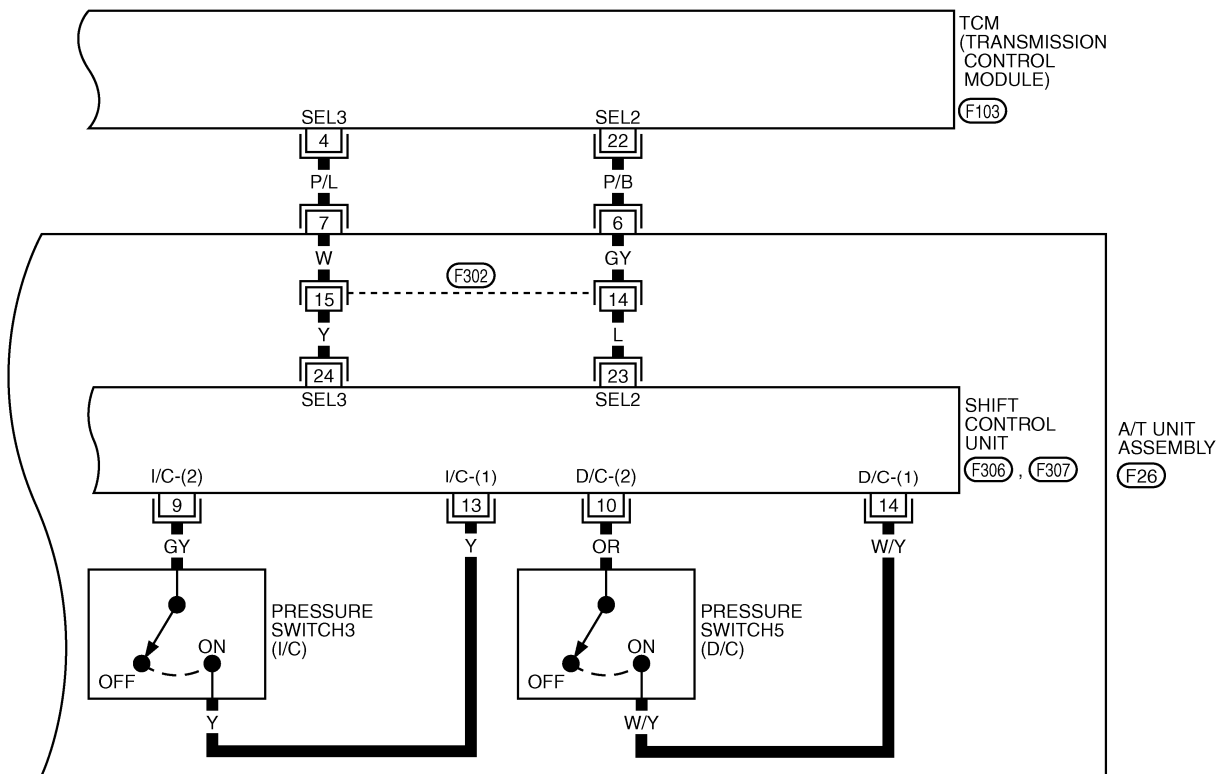 TCM
(TRANSMISSION
CONTROL
MODULE)
F103
SEL3
SEL2
4
22
P/L
P/B
7
6
W
GY
F302
15
14
Y
L
24
23
SEL3
SEL2
SHIFT
CONTROL
UNIT
F306 , F307
A/T UNIT
ASSEMBLY
F26
I/C-(2)
I/C-(1)
D/C-(2)
D/C-(1)
9
13
10
14
GY
Y
OR
W/Y
PRESSURE
SWITCH3
(I/C)
ON
OFF
PRESSURE
SWITCH5
(D/C)
ON
OFF
Y
W/Y